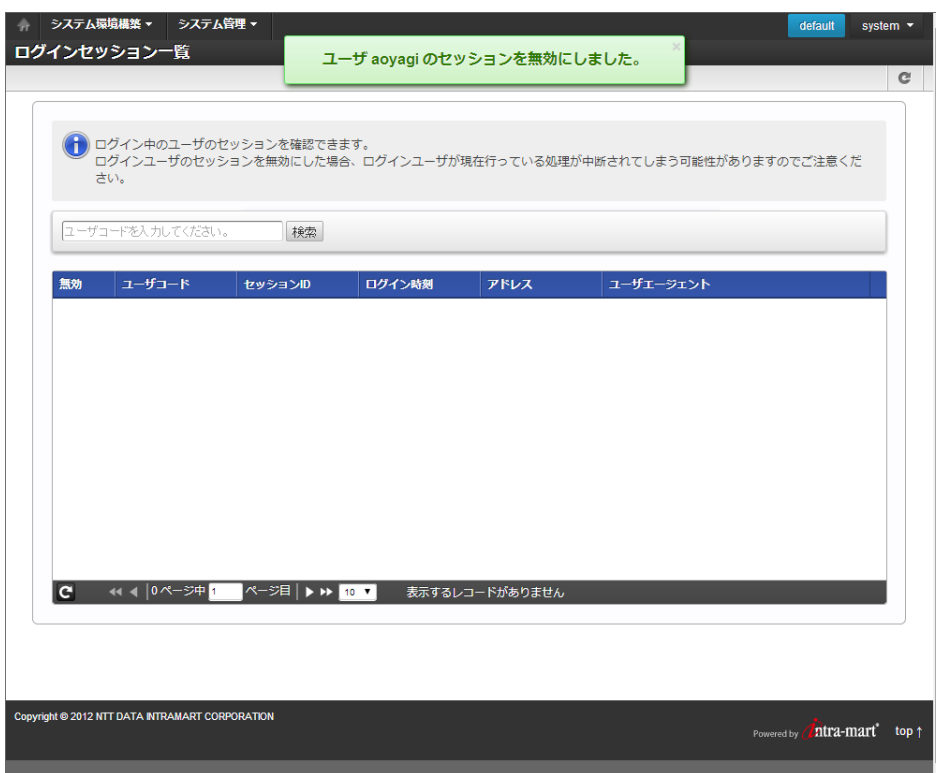 システム環境構築 ▼ システム管理 ▼ default system ▼
ログインセッション一覧
ユーザ aoyagi のセッションを無効にしました。 ×
ログイン中のユーザのセッションを確認できます。
ログインユーザのセッションを無効にした場合、ログインユーザが現在行っている処理が中断されてしまう可能性がありますのでご注意くだ
さい。
ユーザコードを入力してください。 検索
無効 ユーザコード セッションID ログイン時刻 アドレス ユーザエージェント
0 ページ中 1 ページ目 10 ▼ 表示するレコードがありません
Copyright © 2012 NTT DATA INTRAMART CORPORATION
Powered by intra-mart top ↑